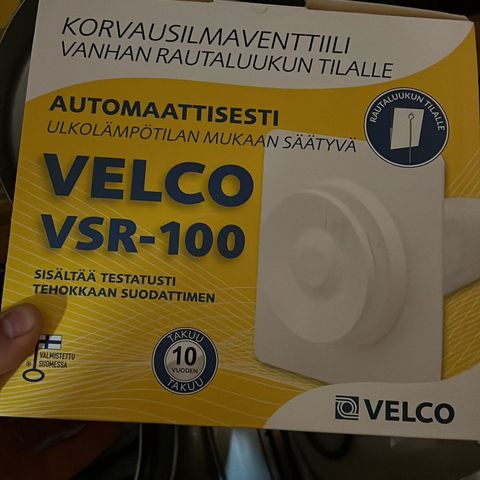 KORVAUSILMAVENTTIILI
VANHAN RAUTALUUKUN TILALLE
AUTOMAATTISESTI
ULKOLÄMPÖTILAN MUKAAN SÄÄTYVÄ
RAUTALUUKUN TILALLE
VELCO
VSR-100
SISÄLTÄÄ TESTATUSTI
TEHOKKAAN SUODATTIMEN
VALMISTETTU
SUOMESSA
TAKUU
10
VUODEN
TAKUU
VELCO